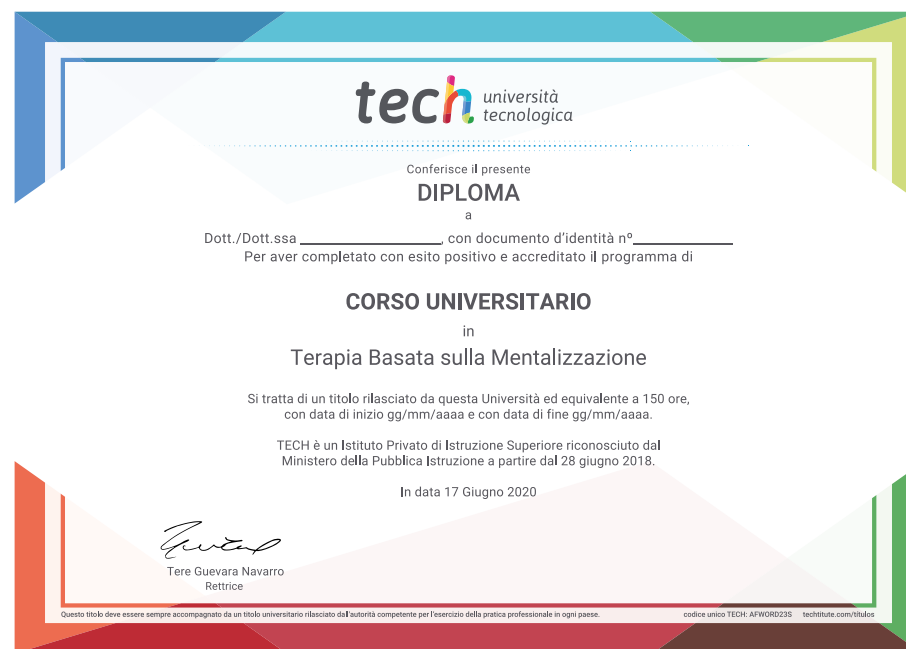 tech università
tecnologica
Conferisce il presente
DIPLOMA
a
Dott./Dott.ssa ____________________, con documento d'identità nº______________
Per aver completato con esito positivo e accreditato il programma di
CORSO UNIVERSITARIO
in
Terapia Basata sulla Mentalizzazione
Si tratta di un titolo rilasciato da questa Università ed equivalente a 150 ore,
con data di inizio gg/mm/aaaa e con data di fine gg/mm/aaaa.
TECH è un Istituto Privato di Istruzione Superiore riconosciuto dal
Ministero della Pubblica Istruzione a partire dal 28 giugno 2018.
In data 17 Giugno 2020
Tere Guevara Navarro
Rettrice
Questo titolo deve essere sempre accompagnato da un titolo universitario rilasciato dall'autorità competente per l'esercizio della pratica professionale in ogni paese. codice unico TECH: AFWORD23S techtitute.com/titulos